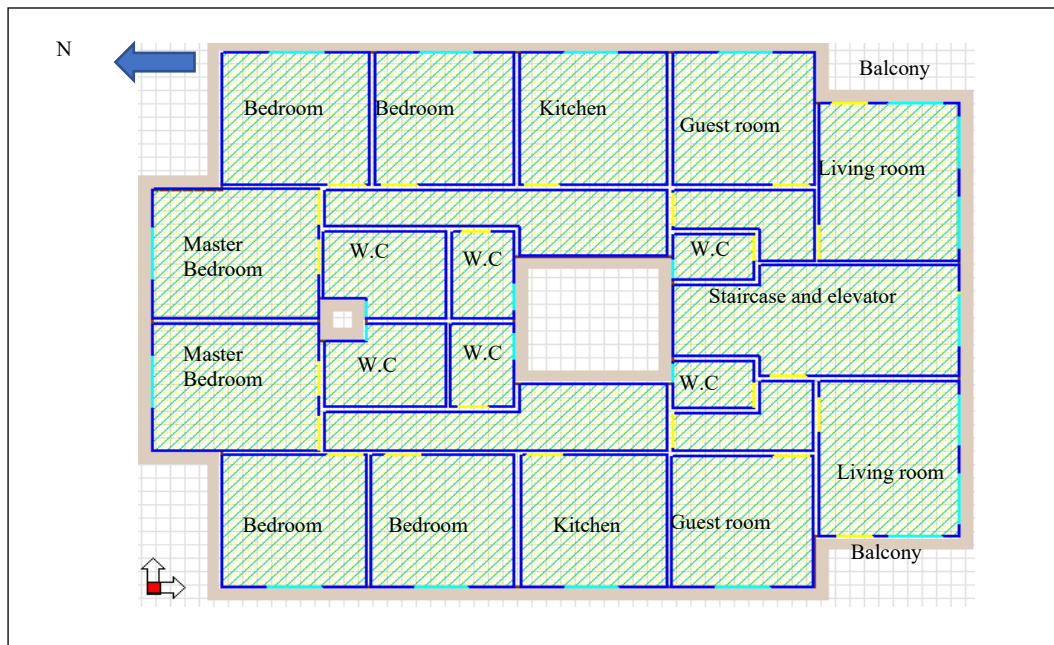 N
Balcony
Bedroom
Bedroom
Kitchen
Guest room
Living room
Master
Bedroom
W.C
W.C
W.C
Staircase and elevator
Master
Bedroom
W.C
W.C
W.C
Living room
Bedroom
Bedroom
Kitchen
Guest room
Balcony